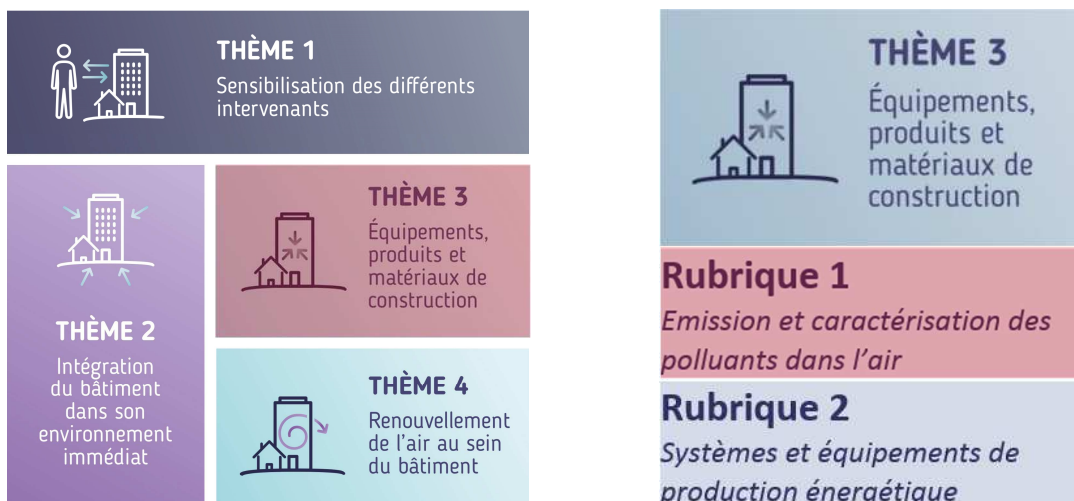 THÈME 1
Sensibilisation des différents
intervenants
THÈME 2
Intégration
du bâtiment
dans son
environnement
immédiat
THÈME 3
Équipements,
produits et
matériaux de
construction
THÈME 4
Renouvellement
de l'air au sein
du bâtiment
THÈME 3
Équipements,
produits et
matériaux de
construction
Rubrique 1
Emission et caractérisation des
polluants dans l'air
Rubrique 2
Systèmes et équipements de
production énergétique